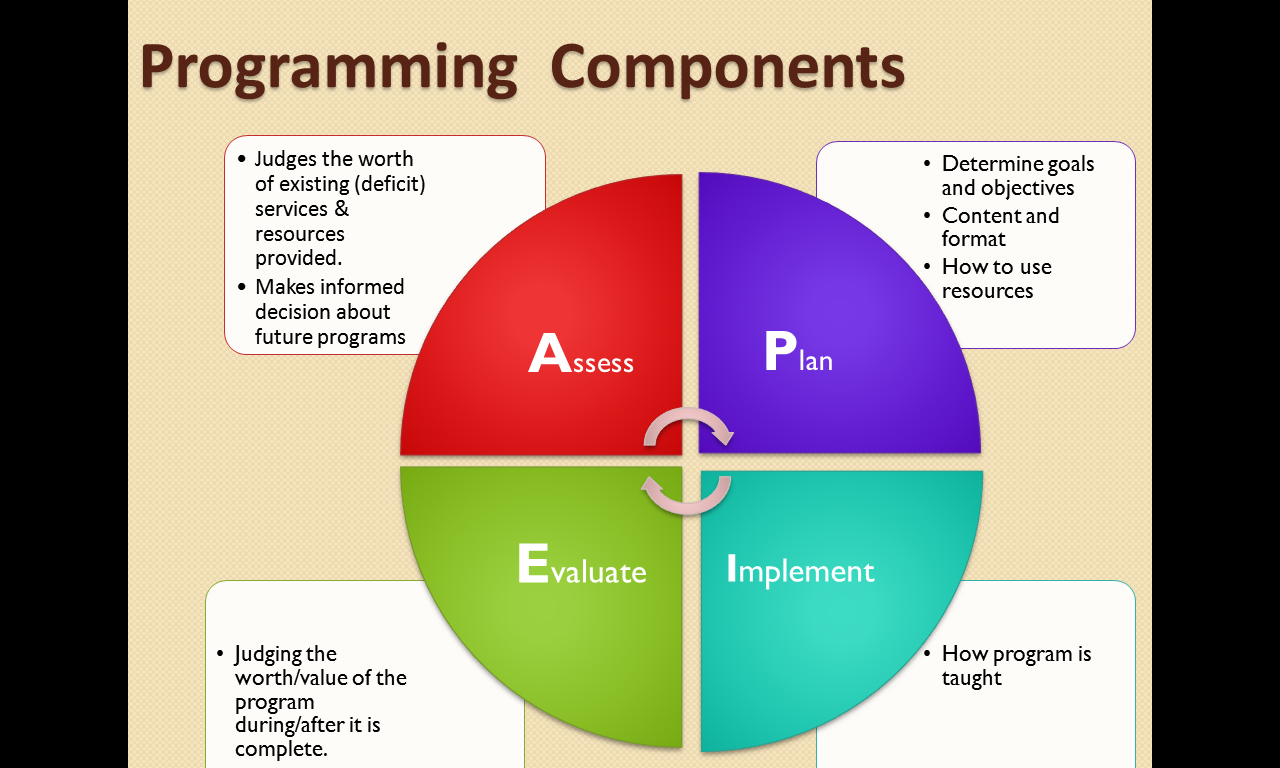 Programming  Components
• Judges the worth
of existing (deficit)
services &
resources
provided.
• Makes informed
decision about
future programs
• Determine goals
and objectives
• Content and
format
• How to use
resources
Assess
Plan
Evaluate
Implement
• Judging the
worth/value of the
program
during/after it is
complete.
• How program is
taught